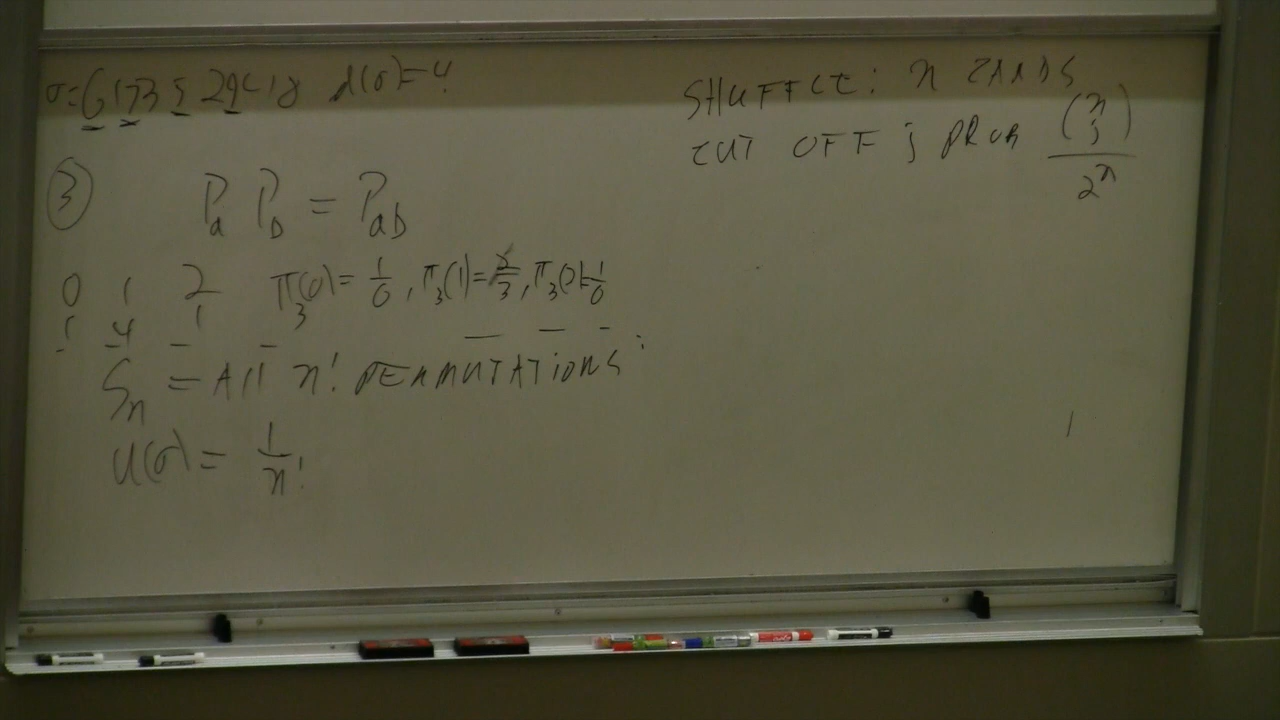 σ = 6 1 7 3 5 2 9 4 1 8 d(σ) = 4
③ P_a P_b = P_ab
0 1 2 π_3(0) = 1/6, π_3(1) = 2/3, π_3(2) = 1/6
1 4 1
S_n = ALL n! PERMUTATIONS
U(σ) = 1/n!
SHUFFLE: n CARDS
CUT OFF j PROB (n j)/2^n